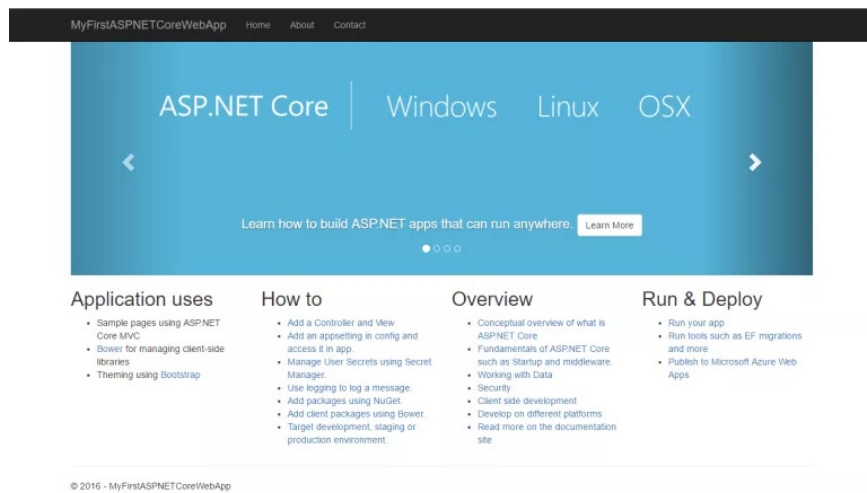 MyFirstASPNETCoreWebApp Home About Contact
ASP.NET Core Windows Linux OSX
Learn how to build ASP.NET apps that can run anywhere. Learn More
Application uses
Sample pages using ASP.NET
Core MVC
Bower for managing client-side
libraries
Theming using Bootstrap
How to
Add a Controller and View
Add an appsetting in config and
access it in app.
Manage User Secrets using Secret
Manager.
Use logging to log a message.
Add packages using NuGet.
Add client packages using Bower.
Target development, staging or
production environment.
Overview
Conceptual overview of what is
ASP.NET Core
Fundamentals of ASP.NET Core
such as Startup and middleware.
Working with Data
Security
Client side development
Develop on different platforms
Read more on the documentation
site
Run & Deploy
Run your app
Run tools such as EF migrations
and more
Publish to Microsoft Azure Web
Apps
© 2016 - MyFirstASPNETCoreWebApp